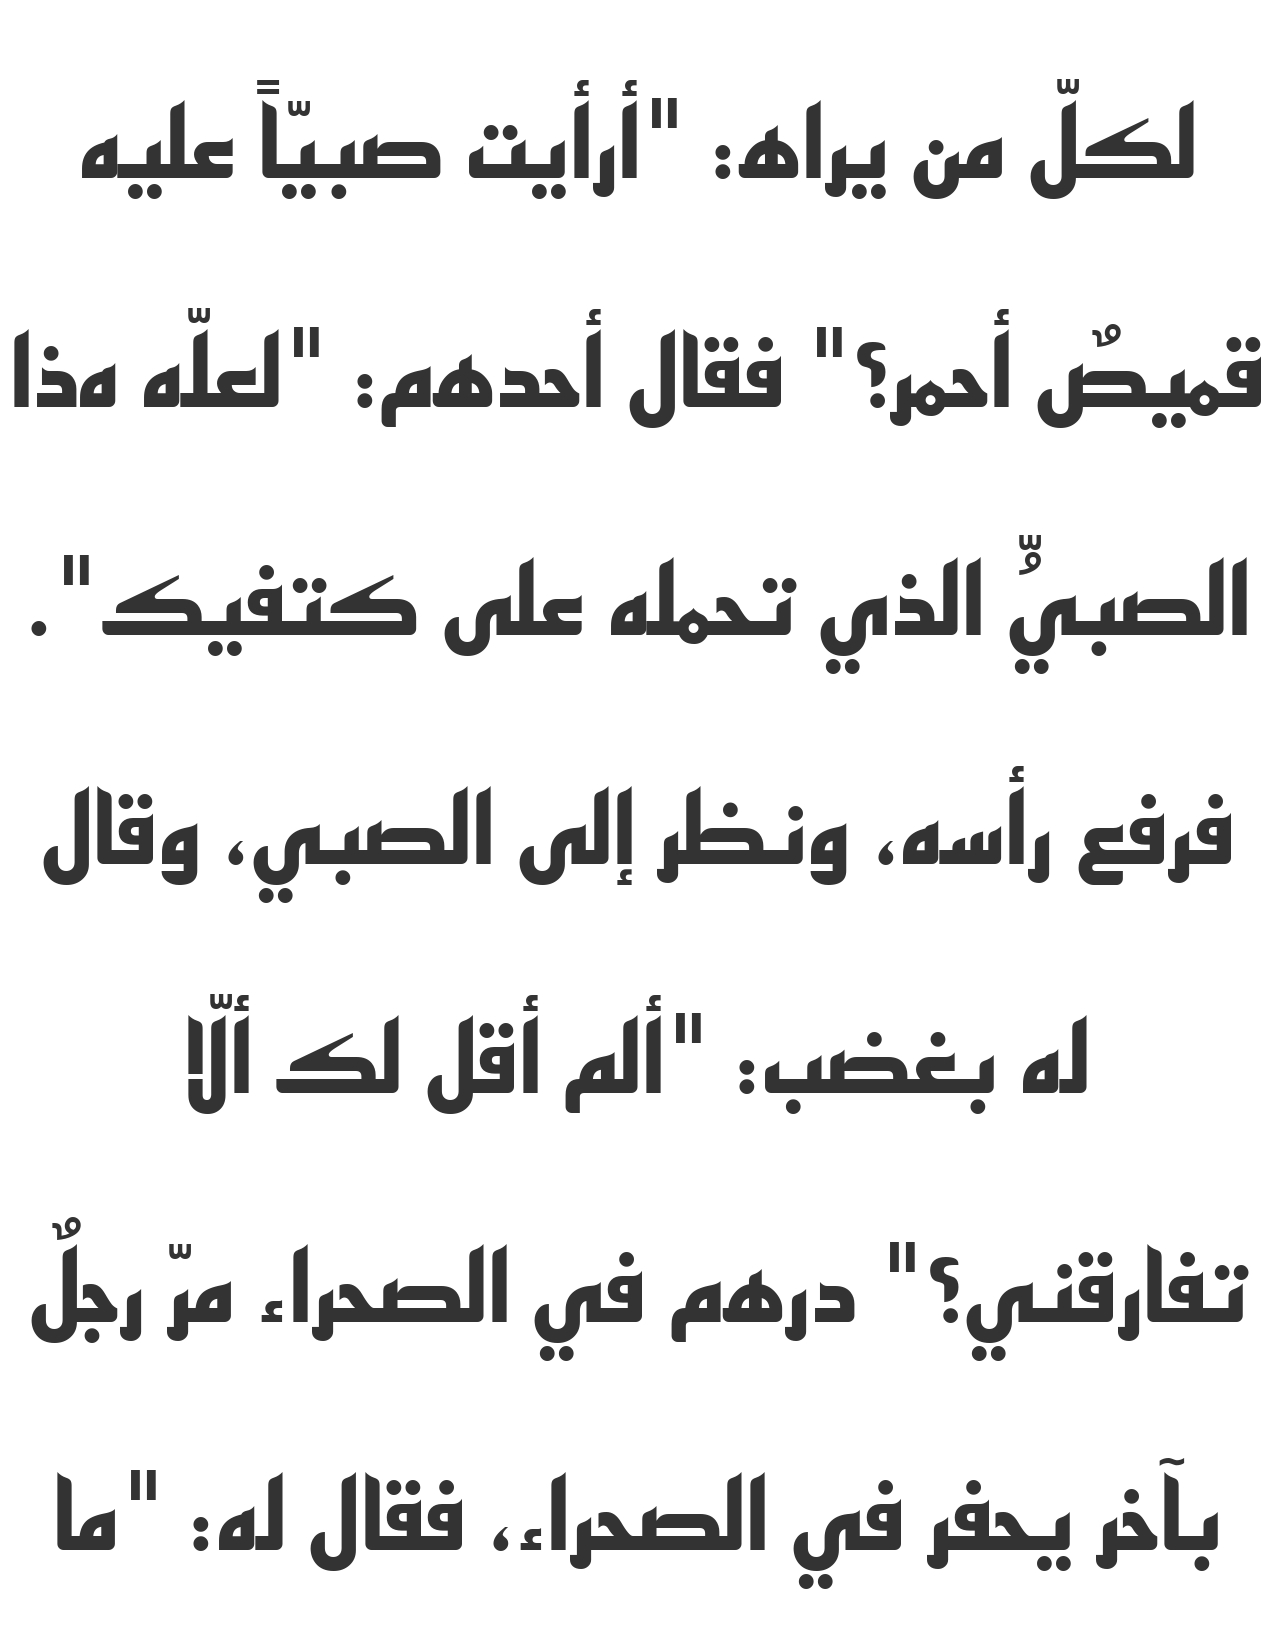 لكلّ من يراه: "أرأيت صبيّاً عليه
قميصٌ أحمر؟" فقال أحدهم: "لعلّه هذا
الصبيُّ الذي تحمله على كتفيك".
فرفع رأسه، ونظر إلى الصبي، وقال
له بغضب: "ألم أقل لك ألّا
تفارقني؟" درهم في الصحراء مرّ رجلٌ
بآخر يحفر في الصحراء، فقال له: "ما